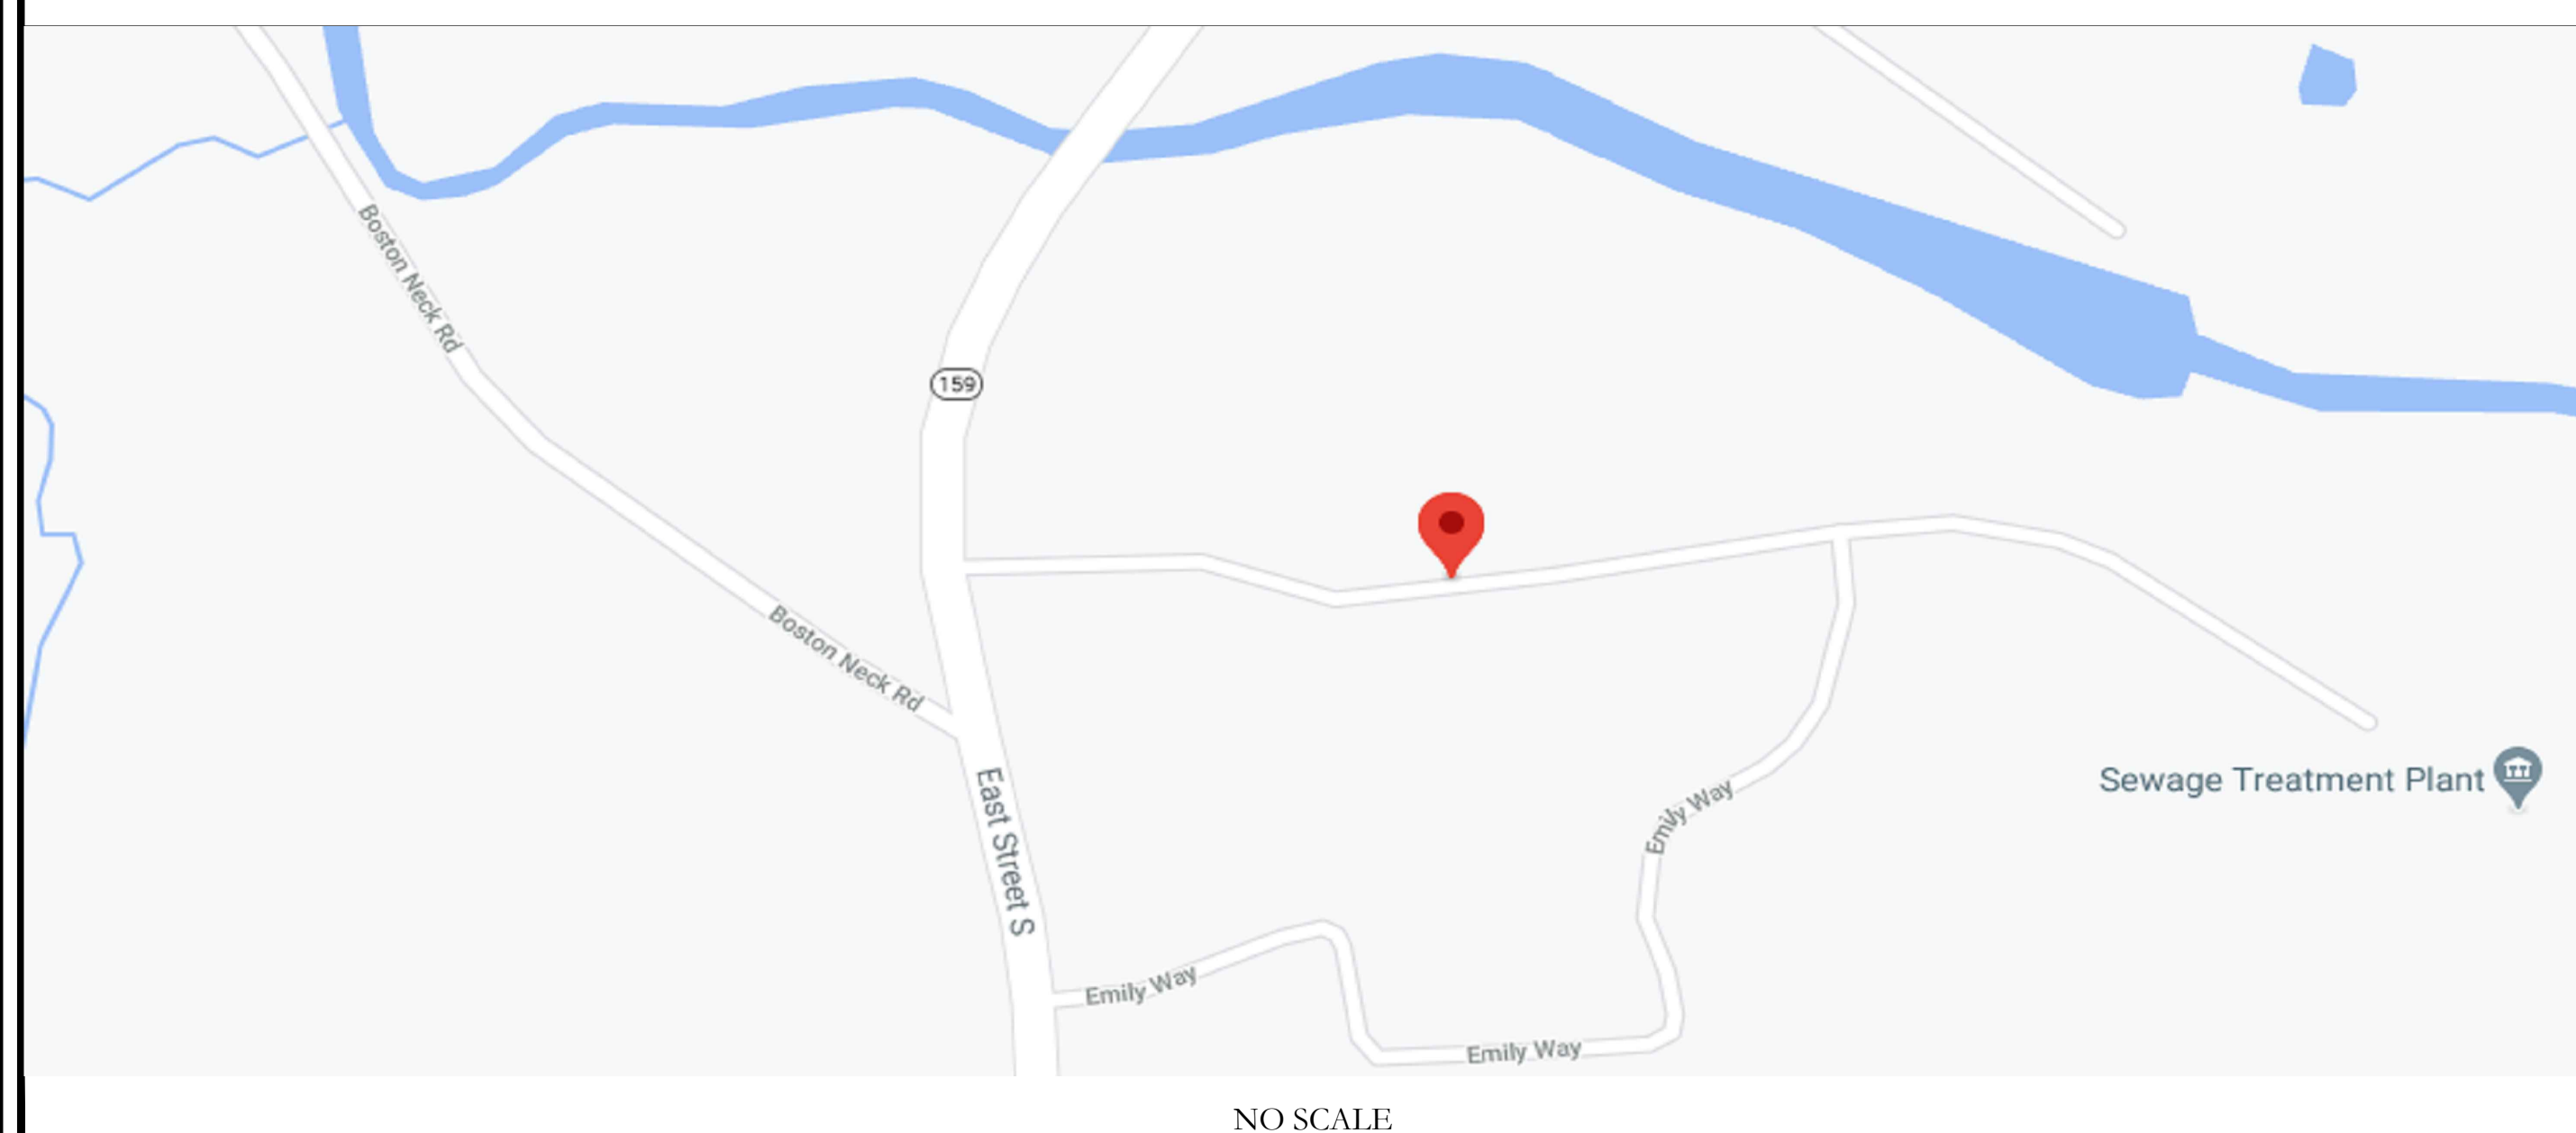 Boston Neck Rd
159
Boston Neck Rd
East Street S
Sewage Treatment Plant
Emily Way
Emily Way
Emily Way
NO SCALE